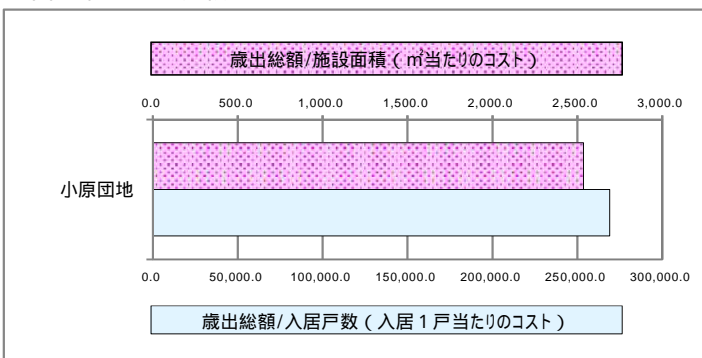 歳出総額/施設面積(㎡当たりのコスト)
0.0 500.0 1,000.0 1,500.0 2,000.0 2,500.0 3,000.0
小原団地
0.0 50,000.0 100,000.0 150,000.0 200,000.0 250,000.0 300,000.0
歳出総額/入居戸数(入居1戸当たりのコスト)